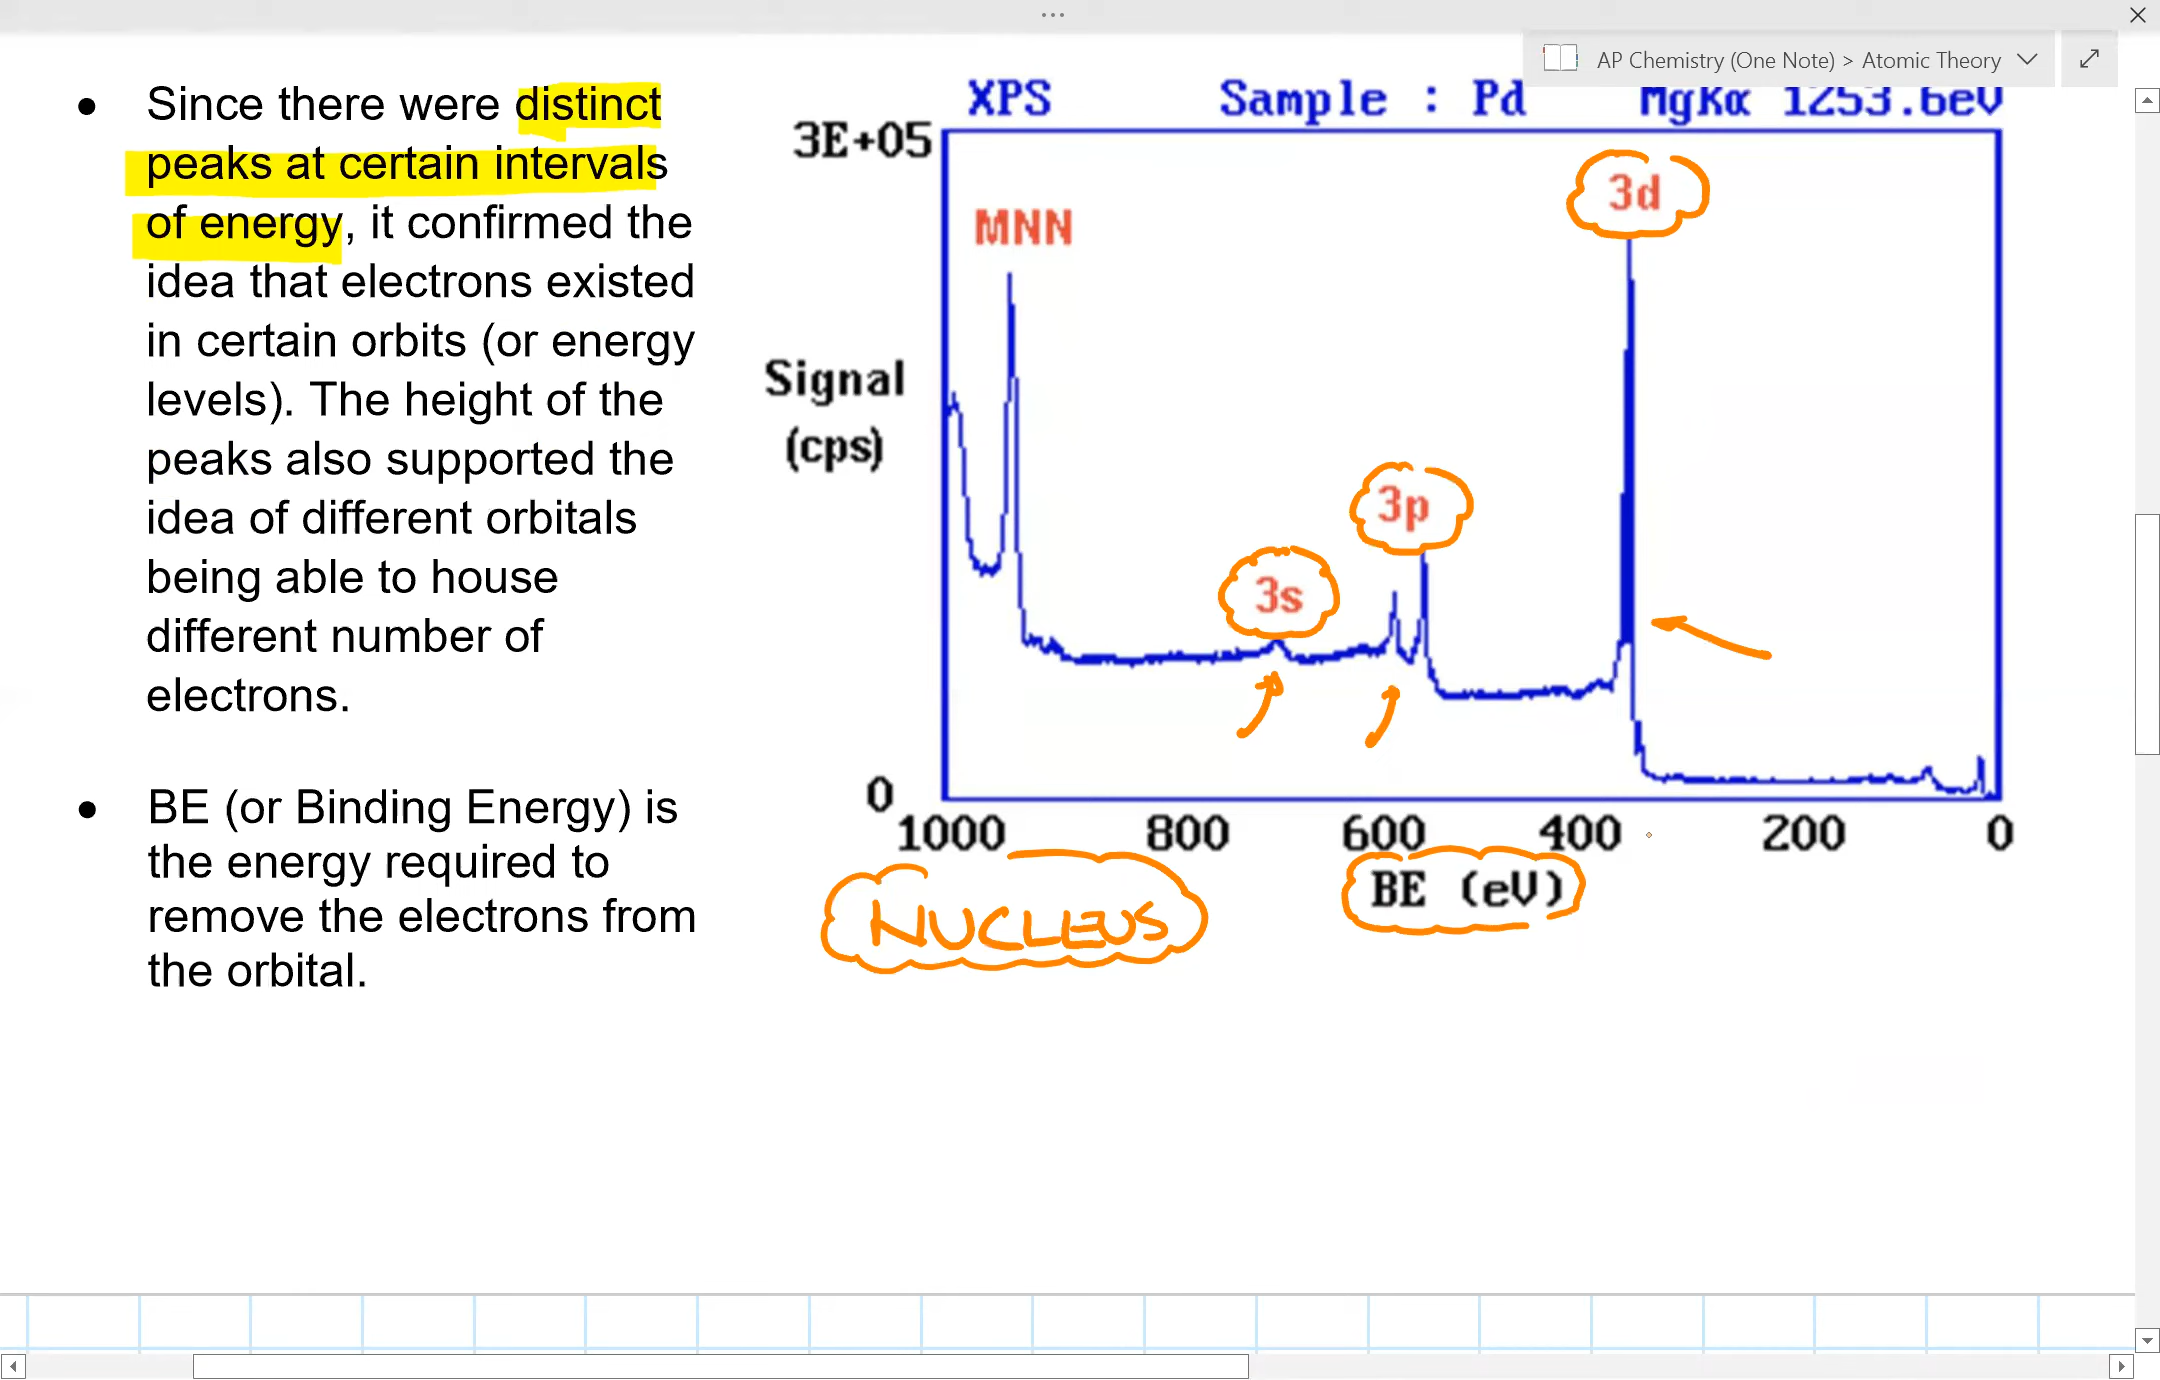 AP Chemistry (One Note) > Atomic Theory
• Since there were distinct
peaks at certain intervals
of energy, it confirmed the
idea that electrons existed
in certain orbits (or energy
levels). The height of the
peaks also supported the
idea of different orbitals
being able to house
different number of
electrons.
• BE (or Binding Energy) is
the energy required to
remove the electrons from
the orbital.
XPS Sample : Pd MgKα 1253.6eV
3E+05
3d
MNN
Signal
(cps)
3p
3s
0
1000 800 600 400 200 0
BE (eV)
NUCLEUS